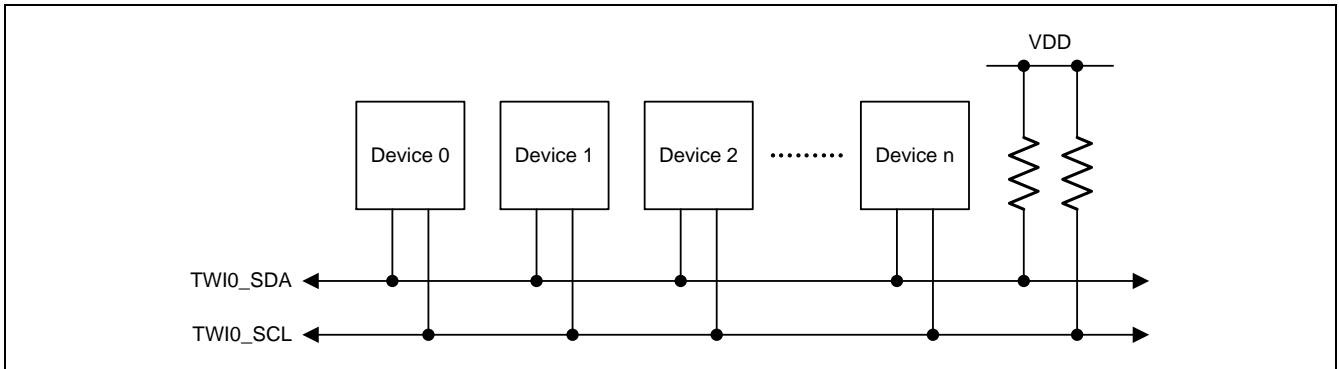 VDD
Device 0 Device 1 Device 2 ......... Device n
TWI0_SDA
TWI0_SCL